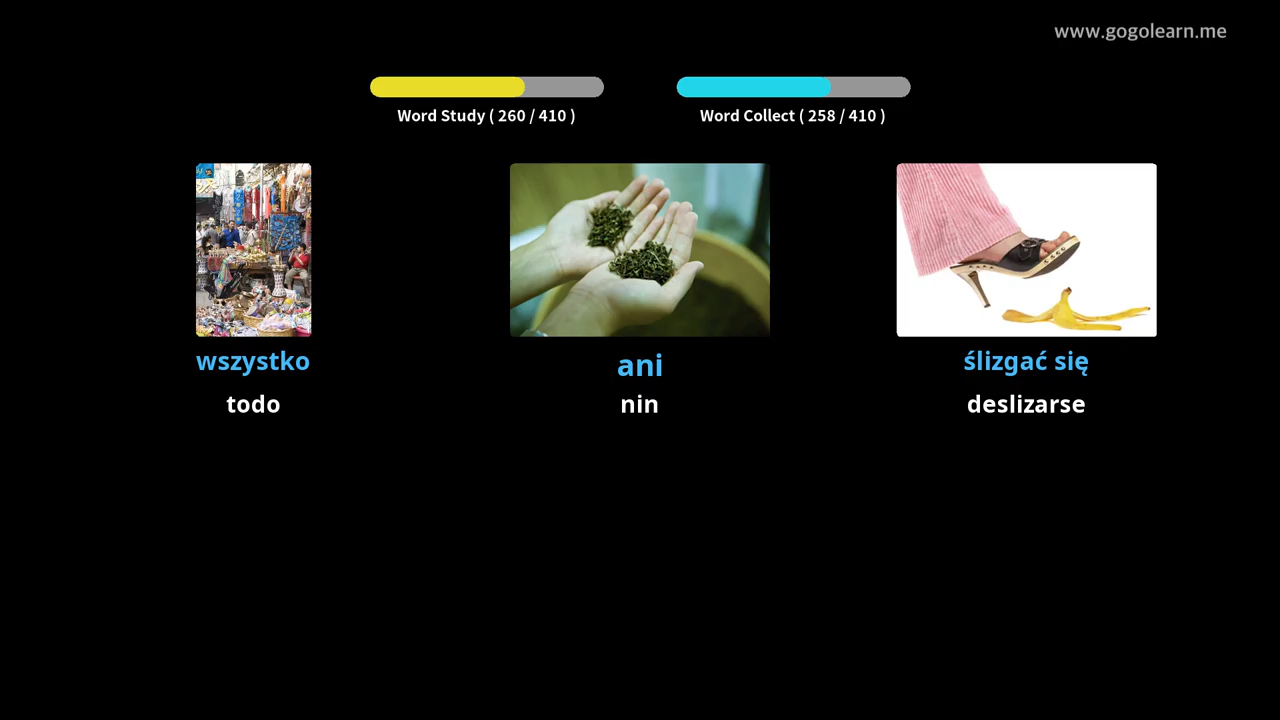 www.gogolearn.me
Word Study ( 260 / 410 )
Word Collect ( 258 / 410 )
wszystko
ani
ślizgać się
todo
nin
deslizarse